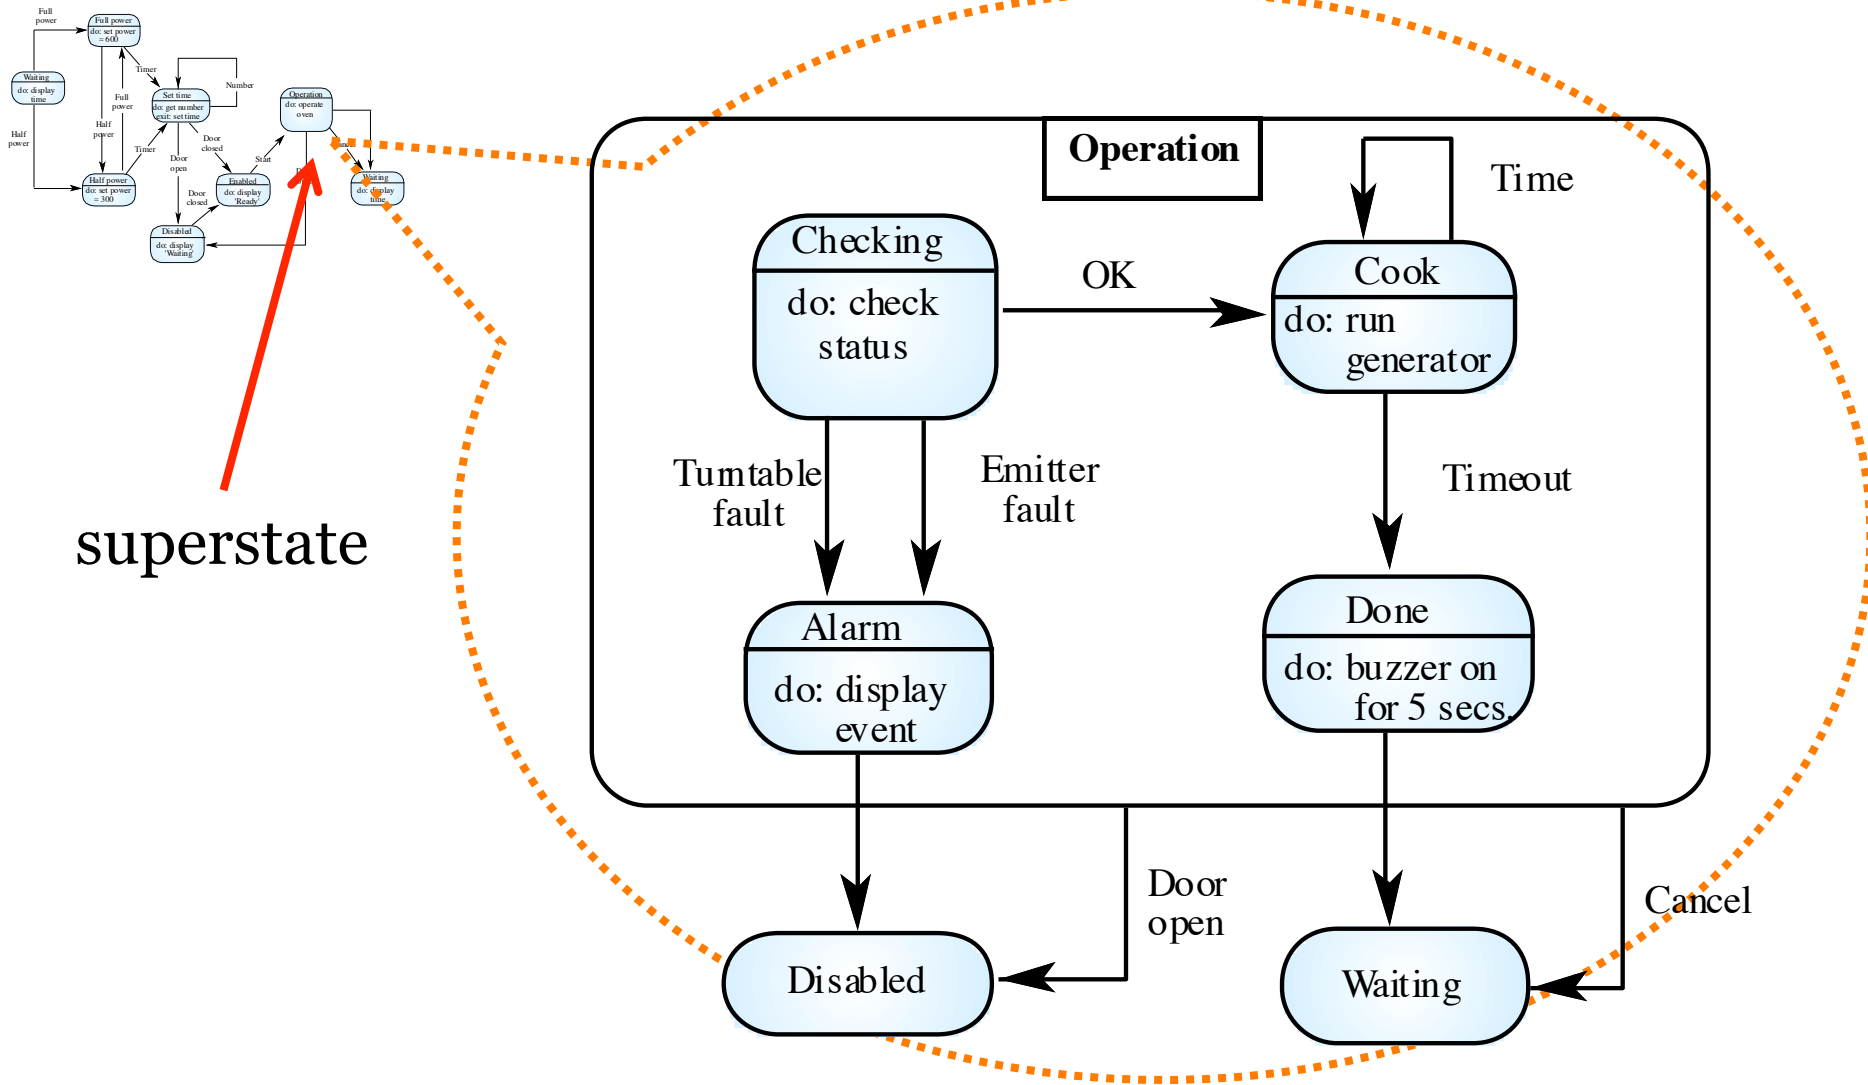 Full
power
Full power
do: set power
= 600
Timer
Number
Waiting
do: display
time
Full
power
Set time
do: get number
exit: set time
Operation
do: operate
oven
Half
power
Half
power
Timer
Door
open
Door
closed
Start
Half power
do: set power
= 300
Door
closed
Enabled
do: display
'Ready'
Waiting
do: display
time
Disabled
do: display
'Waiting'
superstate
Operation
Time
Checking
do: check
status
OK
Cook
do: run
generator
Turntable
fault
Emitter
fault
Timeout
Alarm
do: display
event
Done
do: buzzer on
for 5 secs.
Door
open
Cancel
Disabled
Waiting